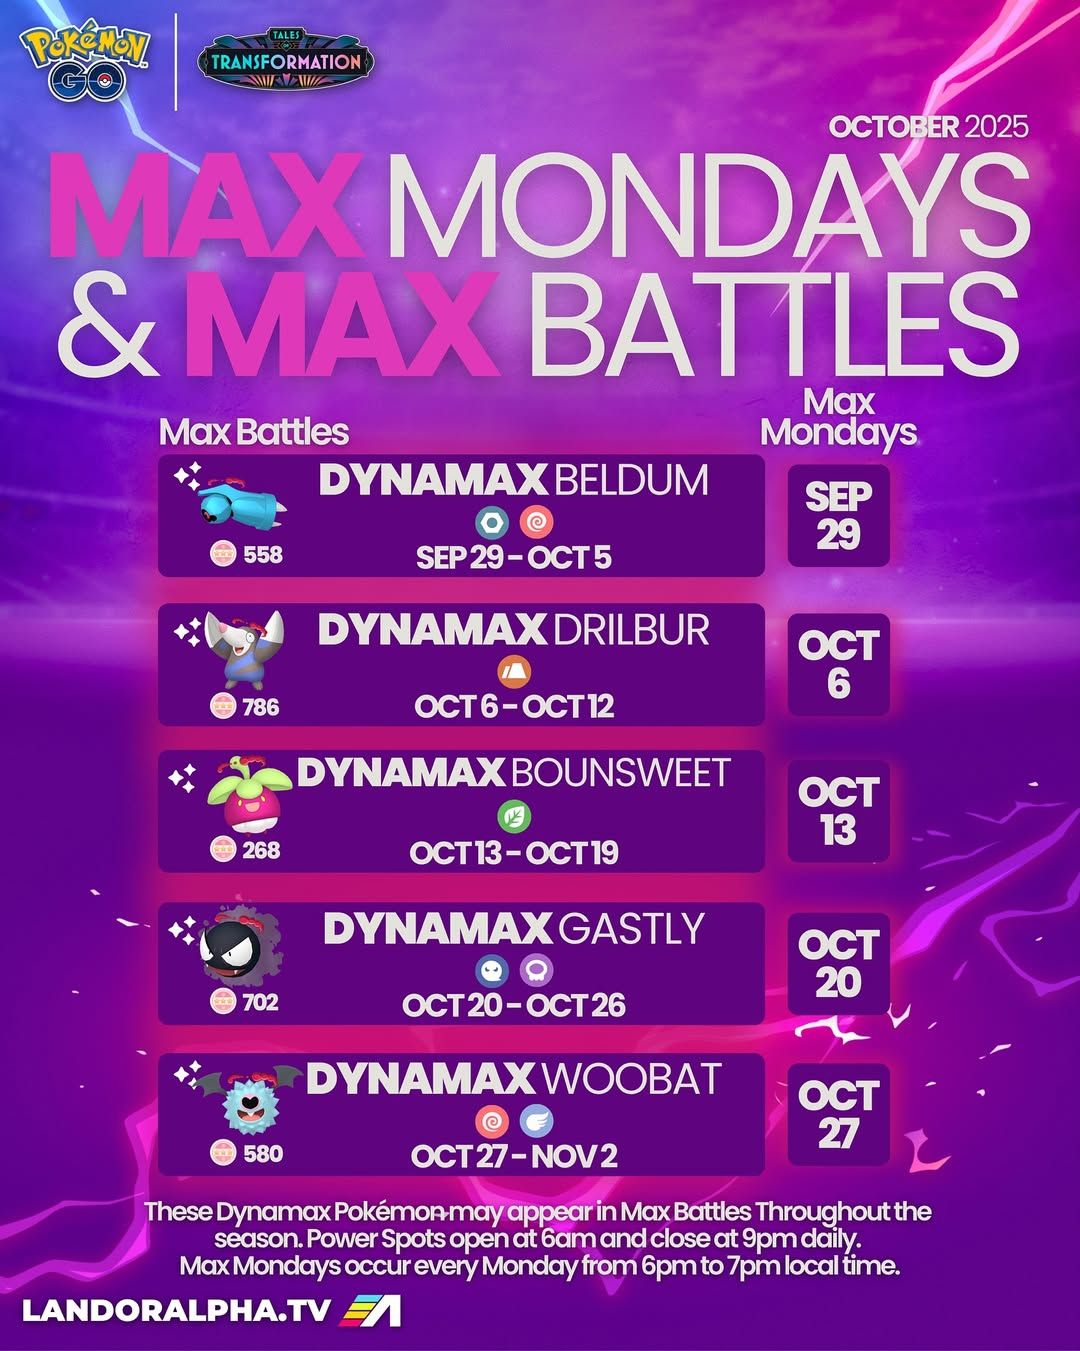 POKéMON
GO
TALES
OF
TRANSFORMATION
OCTOBER 2025
MAX MONDAYS
& MAX BATTLES
Max Battles
Max
Mondays
DYNAMAX BELDUM
558
SEP 29 – OCT 5
SEP
29
DYNAMAX DRILBUR
786
OCT 6 – OCT 12
OCT
6
DYNAMAX BOUNSWEET
268
OCT 13 – OCT 19
OCT
13
DYNAMAX GASTLY
702
OCT 20 – OCT 26
OCT
20
DYNAMAX WOOBAT
580
OCT 27 – NOV 2
OCT
27
These Dynamax Pokémon may appear in Max Battles Throughout the
season. Power Spots open at 6am and close at 9pm daily.
Max Mondays occur every Monday from 6pm to 7pm local time.
LANDORALPHA.TV